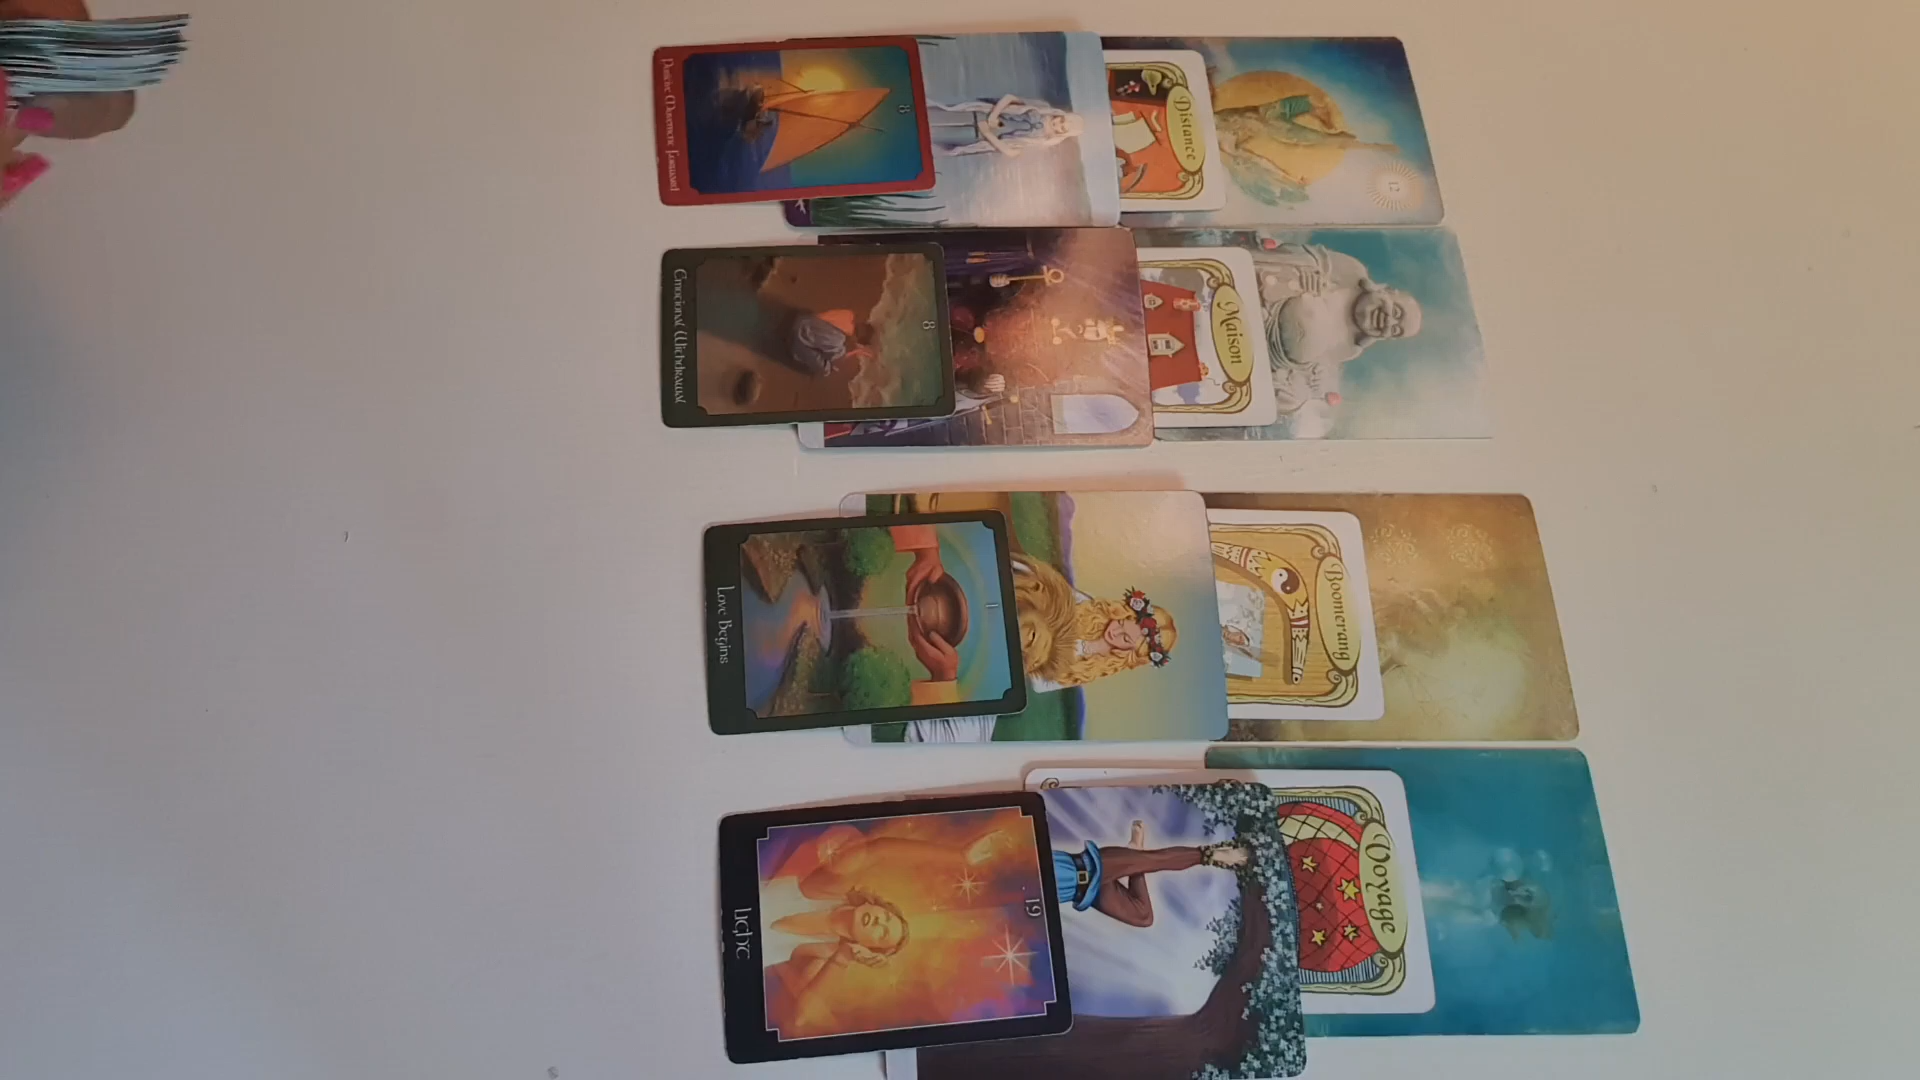 8
Positive Movement Forward
Distance
12
8
Emotional Withdrawal
Maison
1
Love Begins
Boomerang
19
Light
Voyage